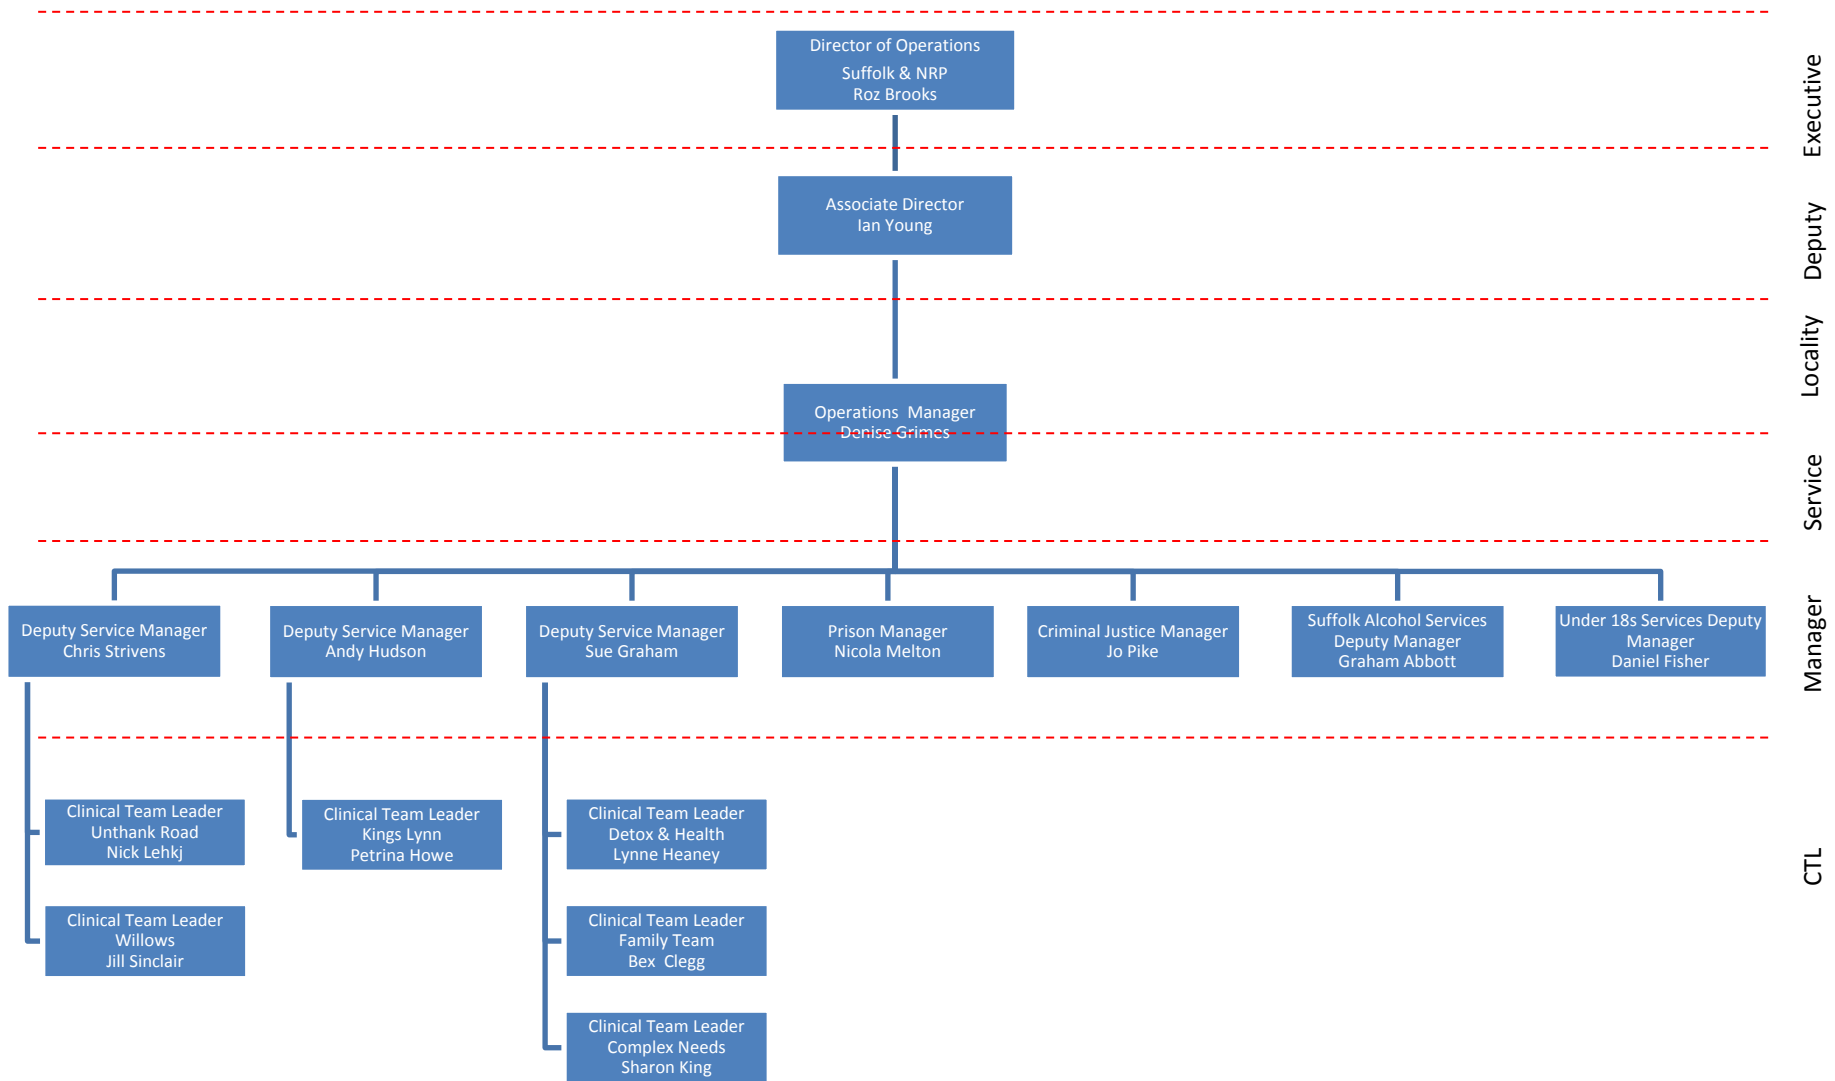 Director of Operations
Suffolk & NRP
Roz Brooks
Executive
Associate Director
Ian Young
Deputy
Locality
Operations  Manager
Denise Grimes
Service
Deputy Service Manager
Chris Strivens
Deputy Service Manager
Andy Hudson
Deputy Service Manager
Sue Graham
Prison Manager
Nicola Melton
Criminal Justice Manager
Jo Pike
Suffolk Alcohol Services
Deputy Manager
Graham Abbott
Under 18s Services Deputy
Manager
Daniel Fisher
Manager
Clinical Team Leader
Unthank Road
Nick Lehkj
Clinical Team Leader
Kings Lynn
Petrina Howe
Clinical Team Leader
Detox & Health
Lynne Heaney
CTL
Clinical Team Leader
Willows
Jill Sinclair
Clinical Team Leader
Family Team
Bex  Clegg
Clinical Team Leader
Complex Needs
Sharon King